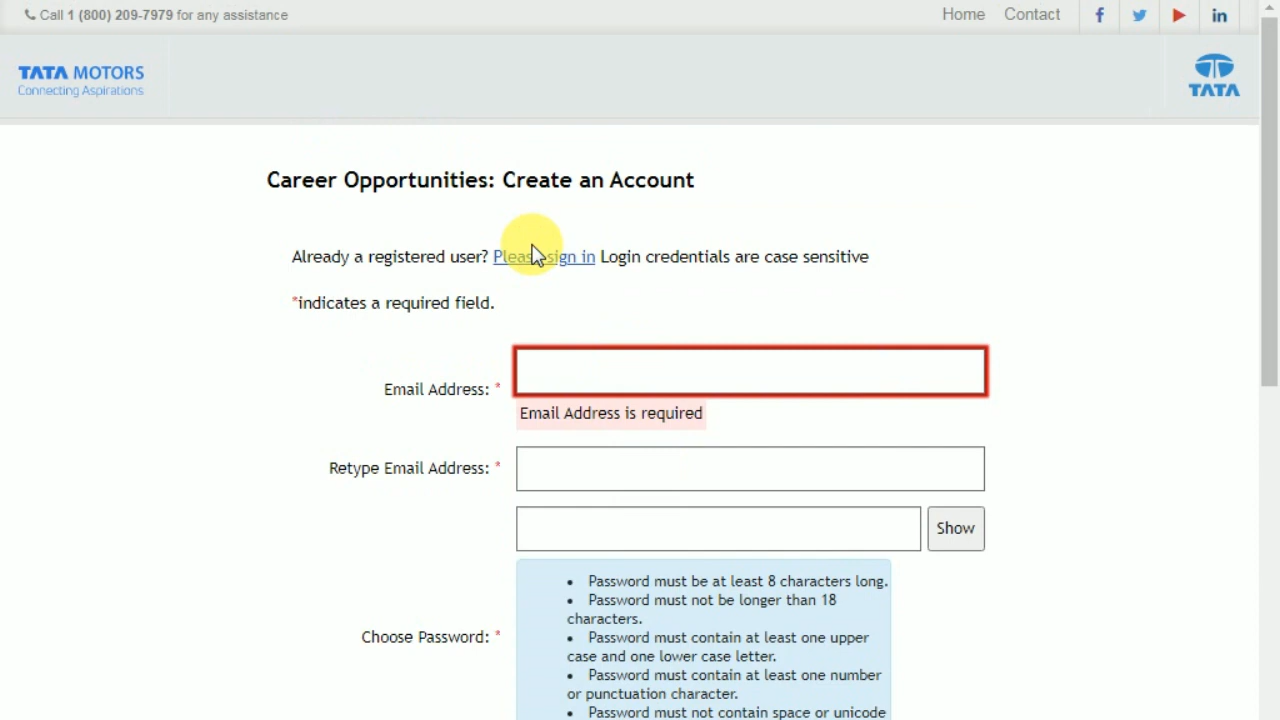 Call 1 (800) 209-7979 for any assistance
Home Contact
TATA MOTORS
Connecting Aspirations
TATA
Career Opportunities: Create an Account
Already a registered user? Please sign in Login credentials are case sensitive
*indicates a required field.
Email Address: *
Email Address is required
Retype Email Address: *
Show
Choose Password: *
• Password must be at least 8 characters long.
• Password must not be longer than 18
characters.
• Password must contain at least one upper
case and one lower case letter.
• Password must contain at least one number
or punctuation character.
• Password must not contain space or unicode